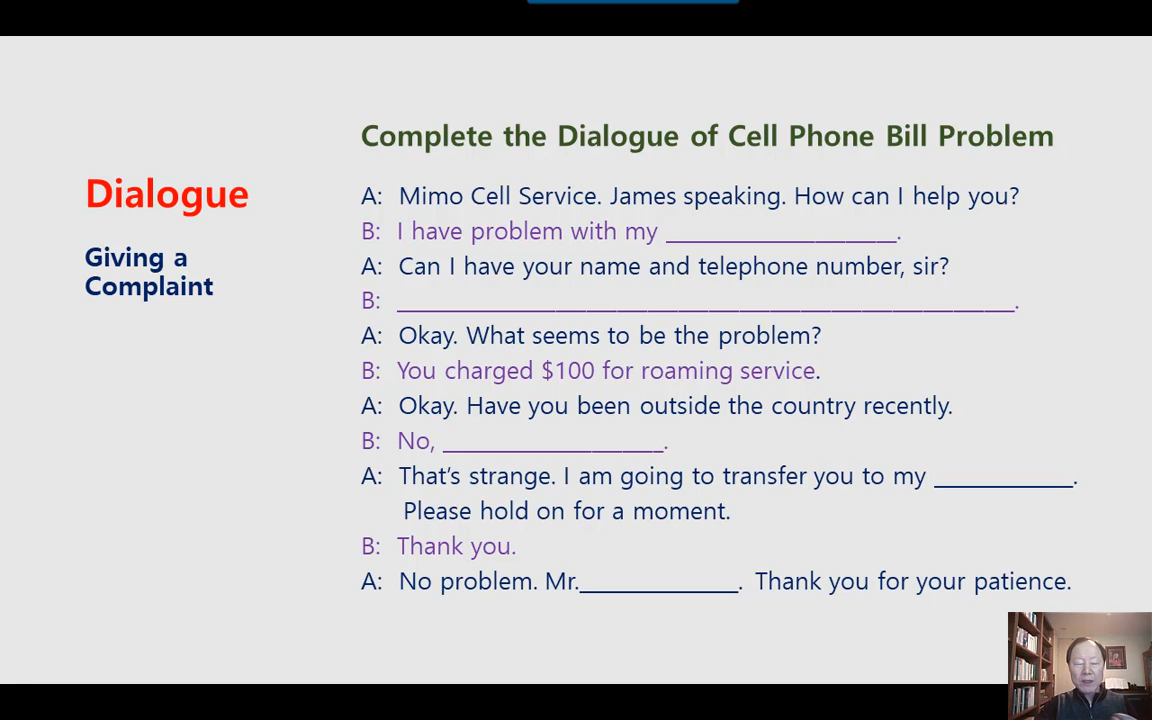 Complete the Dialogue of Cell Phone Bill Problem
Dialogue
Giving a
Complaint
A: Mimo Cell Service. James speaking. How can I help you?
B: I have problem with my ____________________.
A: Can I have your name and telephone number, sir?
B: ______________________________________________________.
A: Okay. What seems to be the problem?
B: You charged $100 for roaming service.
A: Okay. Have you been outside the country recently.
B: No, ___________________.
A: That's strange. I am going to transfer you to my ____________.
Please hold on for a moment.
B: Thank you.
A: No problem. Mr.______________. Thank you for your patience.